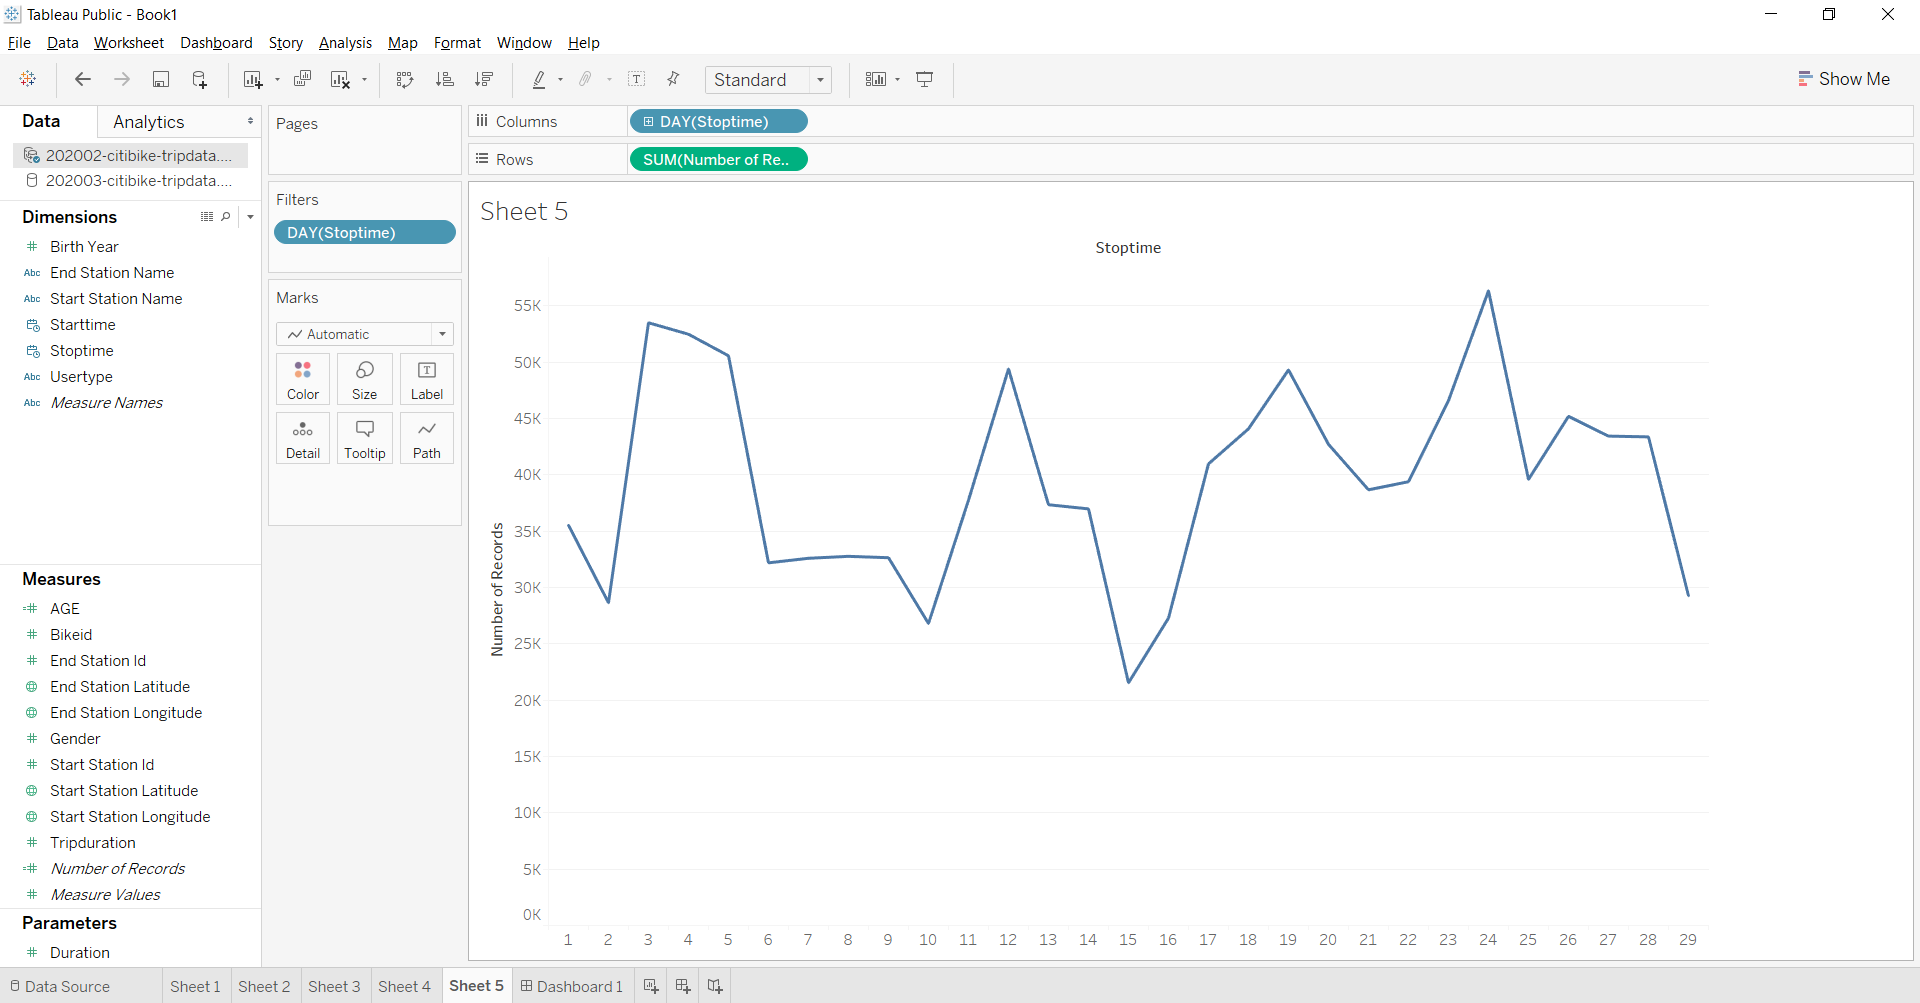 Tableau Public - Book1
File Data Worksheet Dashboard Story Analysis Map Format Window Help
Standard
Show Me
Data
Analytics
202002-citibike-tripdata....
202003-citibike-tripdata....
Dimensions
# Birth Year
Abc End Station Name
Abc Start Station Name
Starttime
Stoptime
Abc Usertype
Abc Measure Names
Measures
=# AGE
# Bikeid
# End Station Id
End Station Latitude
End Station Longitude
# Gender
# Start Station Id
Start Station Latitude
Start Station Longitude
# Tripduration
=# Number of Records
# Measure Values
Parameters
# Duration
Pages
Filters
DAY(Stoptime)
Marks
Automatic
Color Size Label
Detail Tooltip Path
Columns
DAY(Stoptime)
Rows
SUM(Number of Re..
Sheet 5
Stoptime
Number of Records
55K
50K
45K
40K
35K
30K
25K
20K
15K
10K
5K
0K
1 2 3 4 5 6 7 8 9 10 11 12 13 14 15 16 17 18 19 20 21 22 23 24 25 26 27 28 29
Data Source Sheet 1 Sheet 2 Sheet 3 Sheet 4 Sheet 5 Dashboard 1